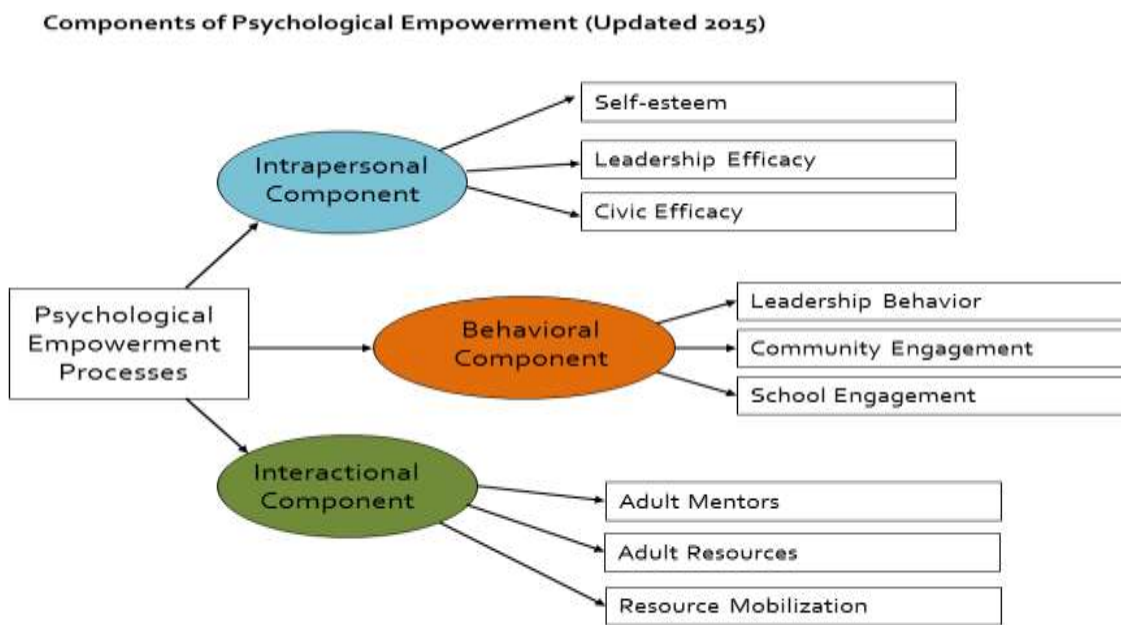 Components of Psychological Empowerment (Updated 2015)
Self-esteem
Intrapersonal
Component
Leadership Efficacy
Civic Efficacy
Psychological
Empowerment
Processes
Behavioral
Component
Leadership Behavior
Community Engagement
School Engagement
Interactional
Component
Adult Mentors
Adult Resources
Resource Mobilization